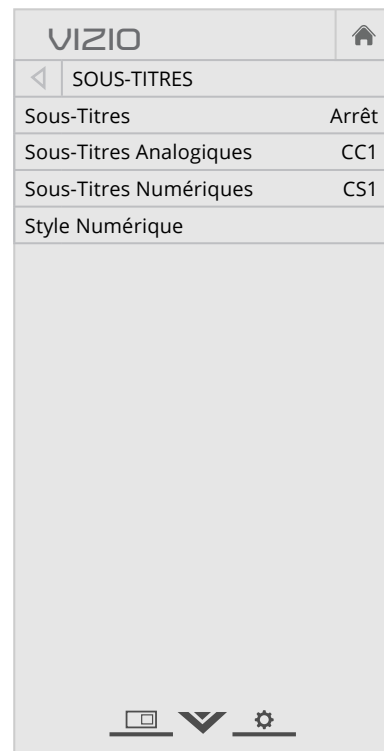 VIZIO
SOUS-TITRES
Sous-Titres Arrêt
Sous-Titres Analogiques CC1
Sous-Titres Numériques CS1
Style Numérique